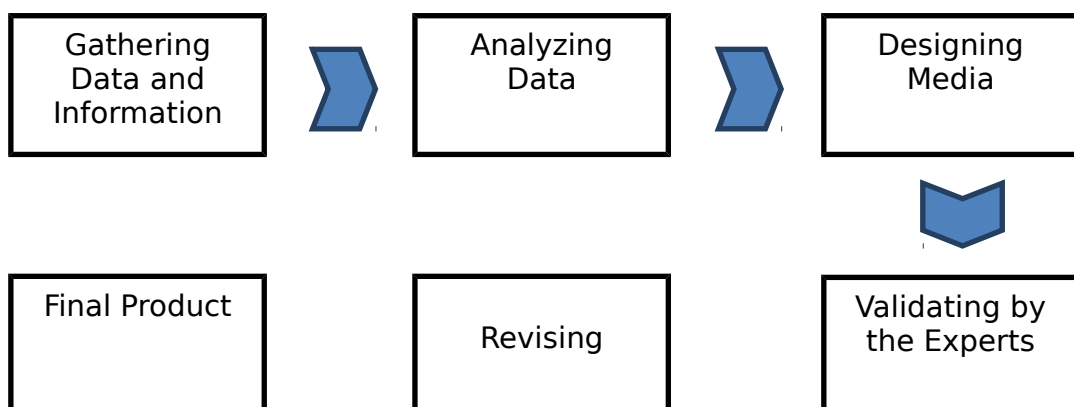 Gathering
Data and
Information
Analyzing
Data
Designing
Media
Final Product
Revising
Validating by
the Experts